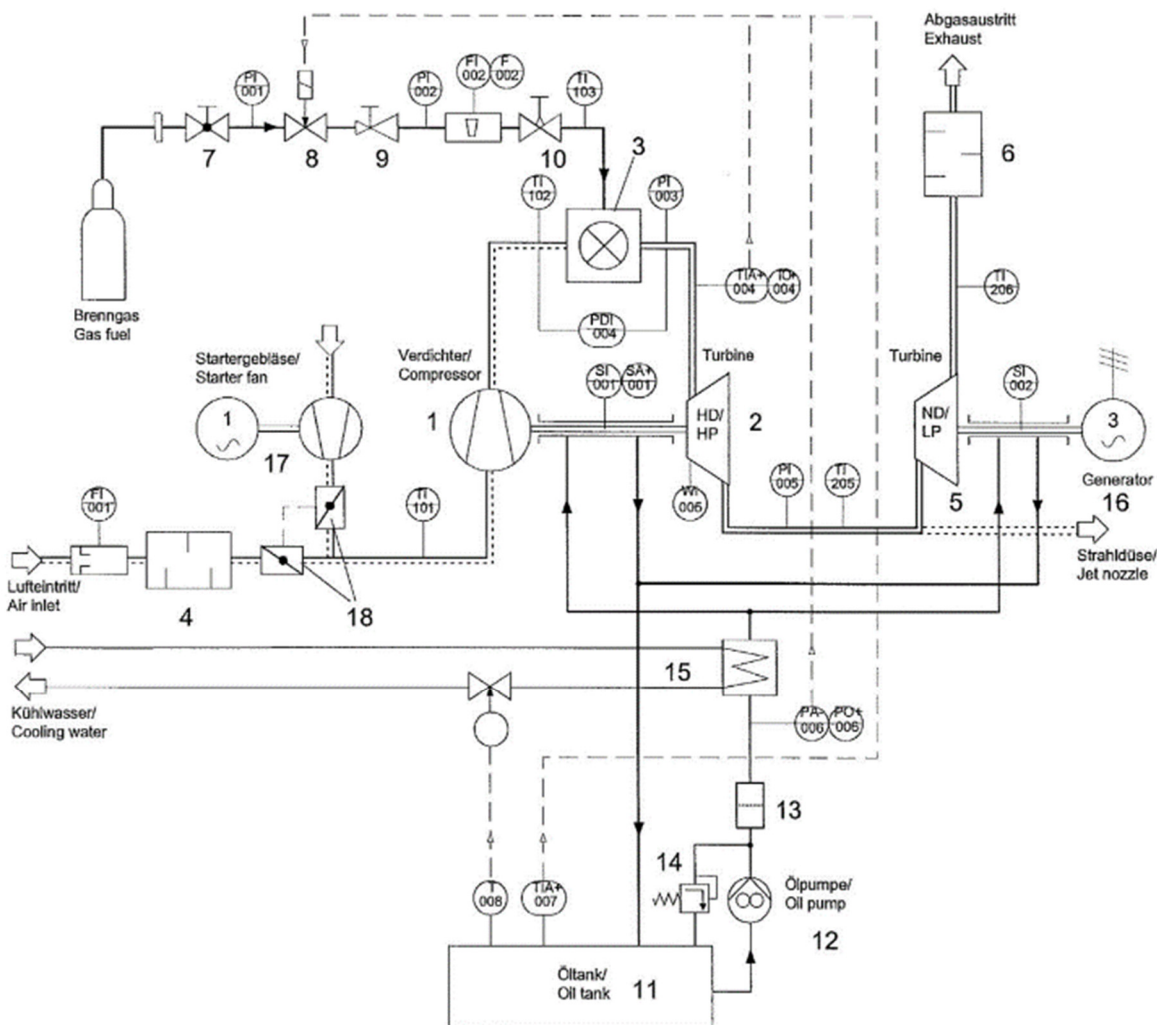 Abgasaustritt
Exhaust
PI
001
PI
002
FI
002
F
002
TI
103
7
8
9
10
3
6
TI
102
PI
003
Brenngas
Gas fuel
TIA+
004
004
TI
206
PDI
004
Startergebläse/
Starter fan
Verdichter/
Compressor
Turbine
Turbine
SI
001
SA+
001
SI
002
1
1
HD/
HP
2
ND/
LP
3
17
Generator
FI
001
TI
101
006
PI
005
TI
205
5
16
Lufteintritt/
Air inlet
4
18
Strahldüse/
Jet nozzle
15
Kühlwasser/
Cooling water
PA-
006
PO+
006
13
14
T
008
TIA+
007
Ölpumpe/
Oil pump
12
Öltank/
Oil tank
11